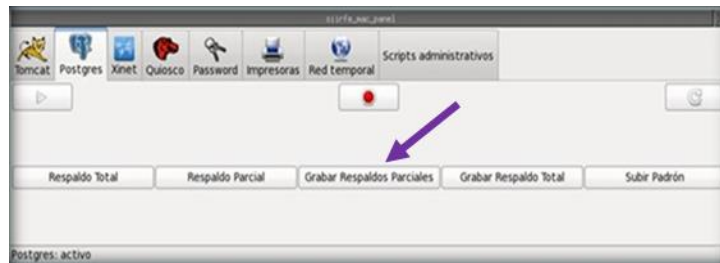 siirfe_mac_panel
Tomcat Postgres Xinet Quiosco Password Impresoras Red temporal Scripts administrativos
Respaldo Total Respaldo Parcial Grabar Respaldos Parciales Grabar Respaldo Total Subir Padrón
Postgres: activo